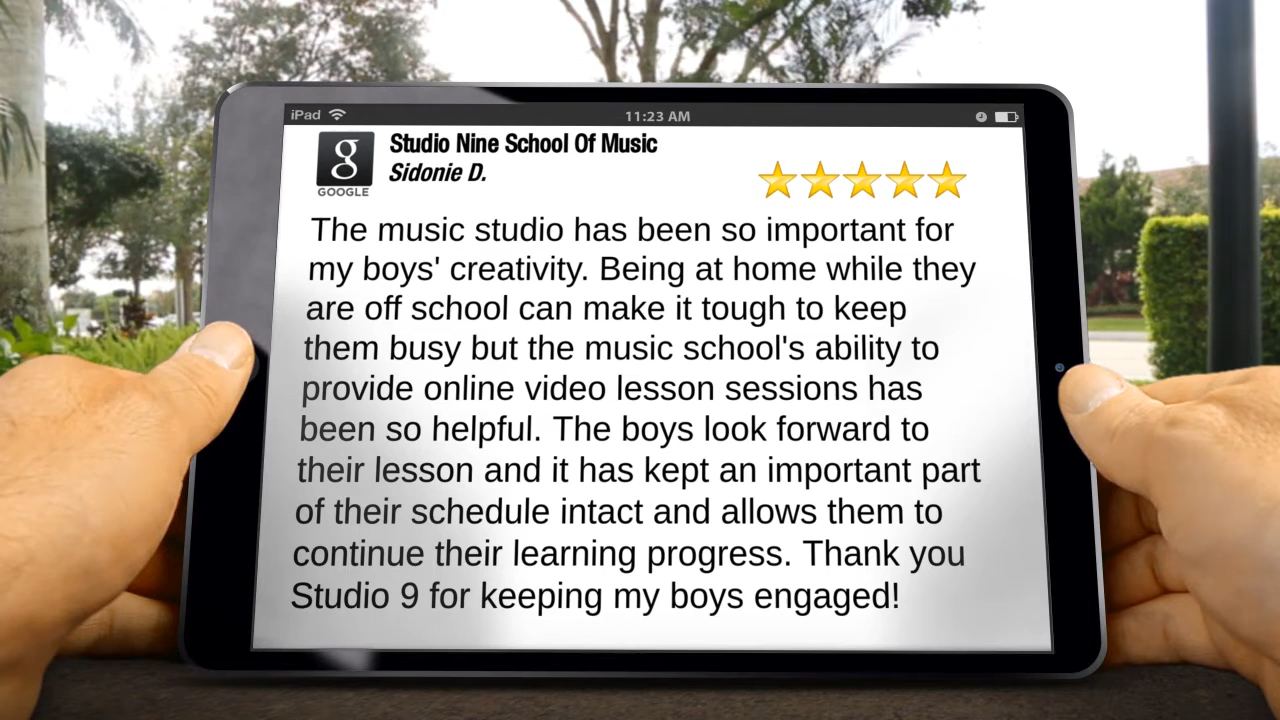 iPad 11:23 AM
g
GOOGLE
Studio Nine School Of Music
Sidonie D.
The music studio has been so important for
my boys' creativity. Being at home while they
are off school can make it tough to keep
them busy but the music school's ability to
provide online video lesson sessions has
been so helpful. The boys look forward to
their lesson and it has kept an important part
of their schedule intact and allows them to
continue their learning progress. Thank you
Studio 9 for keeping my boys engaged!